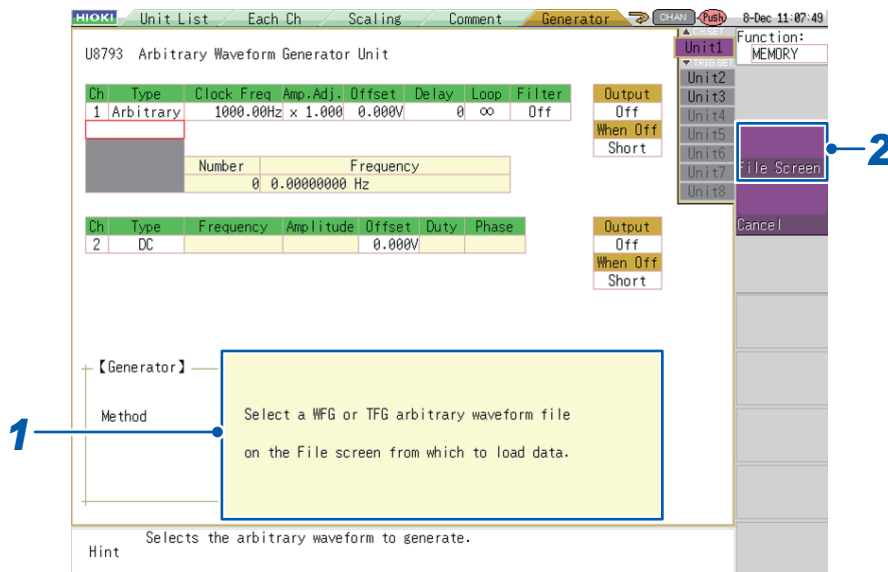 HIOKI Unit List Each Ch Scaling Comment Generator CHAN Push 8-Dec 11:07:49
U8793 Arbitrary Waveform Generator Unit
▲ CH SET
Unit1
▼ TRIG SET
Unit2
Unit3
Unit4
Unit5
Unit6
Unit7
Unit8
Function:
MEMORY
Ch Type Clock Freq Amp.Adj. Offset Delay Loop Filter
1 Arbitrary 1000.00Hz x 1.000 0.000V 0 ∞ Off
Output
Off
When Off
Short
Number Frequency
0 0.00000000 Hz
Ch Type Frequency Amplitude Offset Duty Phase
2 DC 0.000V
Output
Off
When Off
Short
File Screen
2
Cancel
【Generator】
Method
1
Select a WFG or TFG arbitrary waveform file
on the File screen from which to load data.
Hint Selects the arbitrary waveform to generate.